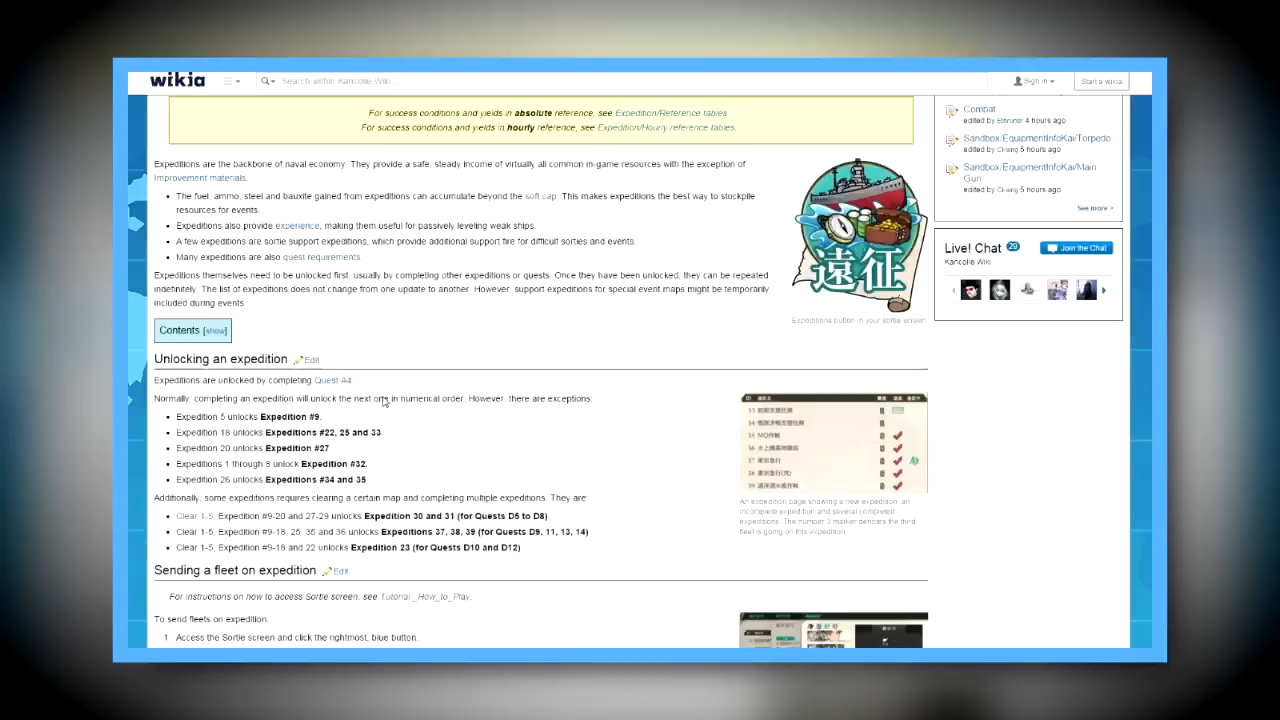 wikia
Search within Kancolle Wiki...
Sign in
Start a wikia
For success conditions and yields in absolute reference, see Expedition/Reference tables
For success conditions and yields in hourly reference, see Expedition/Hourly reference tables.
Expeditions are the backbone of naval economy. They provide a safe, steady income of virtually all common in-game resources with the exception of
Improvement materials.
The fuel, ammo, steel and bauxite gained from expeditions can accumulate beyond the soft cap. This makes expeditions the best way to stockpile
resources for events.
Expeditions also provide experience, making them useful for passively leveling weak ships.
A few expeditions are sortie support expeditions, which provide additional support fire for difficult sorties and events.
Many expeditions are also quest requirements.
Expeditions themselves need to be unlocked first, usually by completing other expeditions or quests. Once they have been unlocked, they can be repeated
indefinitely. The list of expeditions does not change from one update to another. However, support expeditions for special event maps might be temporarily
included during events
遠征
Expeditions button in your sortie screen
Contents [show]
Unlocking an expedition Edit
Expeditions are unlocked by completing Quest A4
Normally, completing an expedition will unlock the next one in numerical order. However, there are exceptions:
Expedition 5 unlocks Expedition #9.
Expedition 18 unlocks Expeditions #22, 25 and 33
Expedition 20 unlocks Expedition #27
Expeditions 1 through 8 unlock Expedition #32.
Expedition 26 unlocks Expeditions #34 and 35
Additionally, some expeditions requires clearing a certain map and completing multiple expeditions. They are:
Clear 1-5, Expedition #9-20 and 27-29 unlocks Expedition 30 and 31 (for Quests D5 to D8)
Clear 1-5, Expedition #9-18, 25, 35 and 36 unlocks Expeditions 37, 38, 39 (for Quests D9, 11, 13, 14)
Clear 1-5, Expedition #9-18 and 22 unlocks Expedition 23 (for Quests D10 and D12)
An expedition page showing a new expedition, an
incomplete expedition and several completed
expeditions. The number 3 marker denotes the third
fleet is going on this expedition
Sending a fleet on expedition Edit
For instructions on how to access Sortie screen, see Tutorial:_How_to_Play.
To send fleets on expedition:
1. Access the Sortie screen and click the rightmost, blue button.
Combat
edited by Ethrundr 4 hours ago
Sandbox/EquipmentInfoKai/Torpedo
edited by Ckwng 5 hours ago
Sandbox/EquipmentInfoKai/Main
Gun
edited by Ckwng 5 hours ago
See more >
Live! Chat 29
Join the Chat
Kancolle Wiki